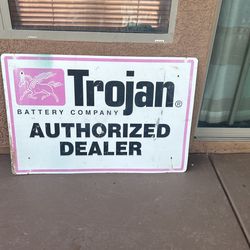 Trojan®
BATTERY COMPANY
AUTHORIZED
DEALER